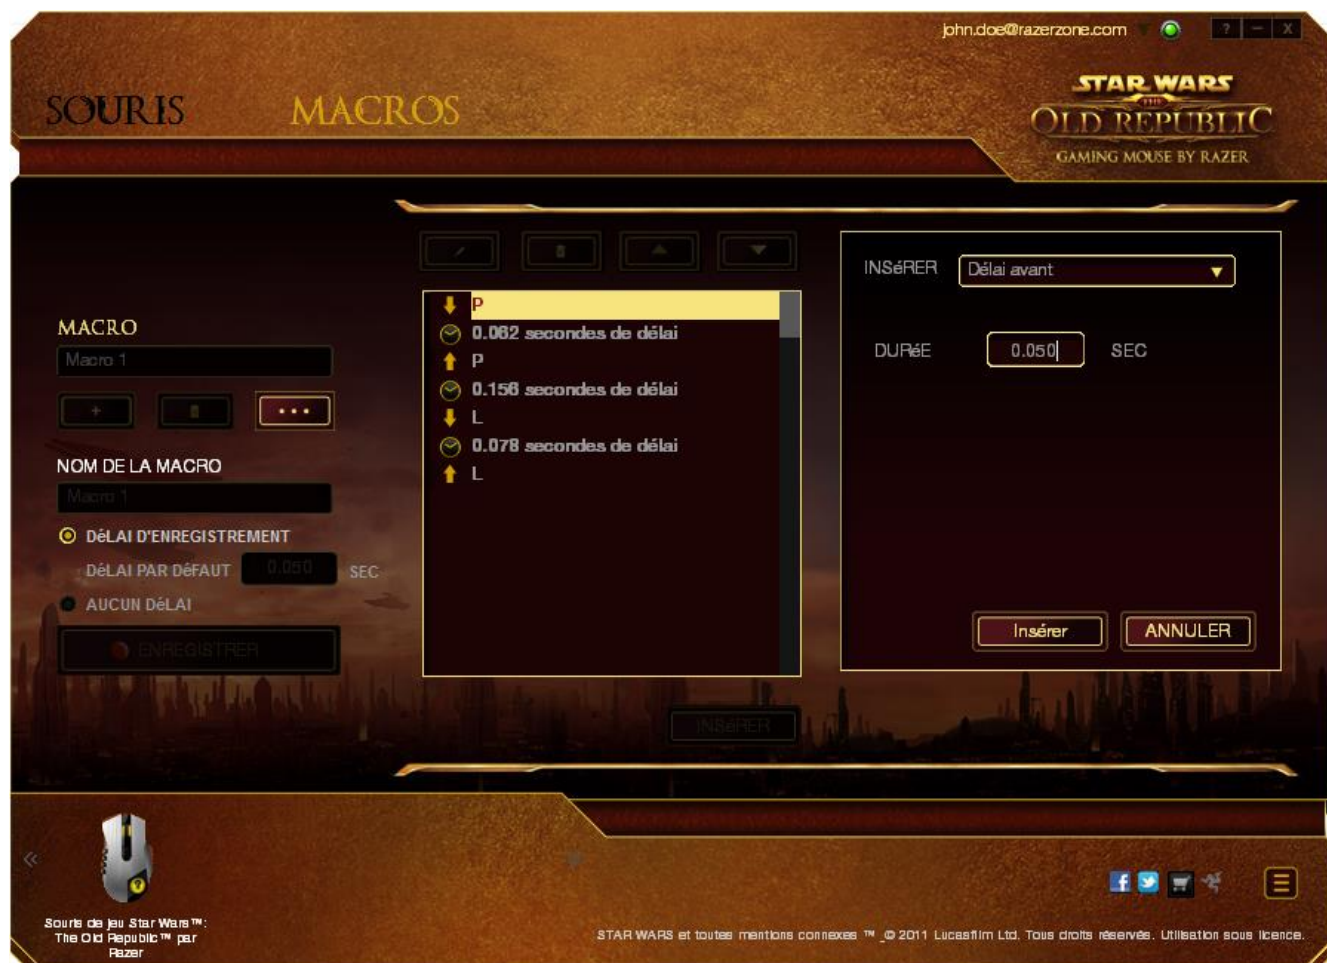 john.doe@razerzone.com
? — X
SOURIS
MACROS
STAR WARS
THE
OLD REPUBLIC
GAMING MOUSE BY RAZER
MACRO
Macro 1
+
...
NOM DE LA MACRO
Macro 1
DéLAI D'ENREGISTREMENT
DéLAI PAR DéFAUT 0.050 SEC
AUCUN DéLAI
ENREGISTRER
P
0.062 secondes de délai
P
0.156 secondes de délai
L
0.078 secondes de délai
L
INSéRER
INSéRER Délai avant
DURéE 0.050 SEC
Insérer ANNULER
Souris de jeu Star Wars™:
The Old Republic™ par
Razer
STAR WARS et toutes mentions connexes ™ _© 2011 Lucasfilm Ltd. Tous droits réservés. Utilisation sous licence.